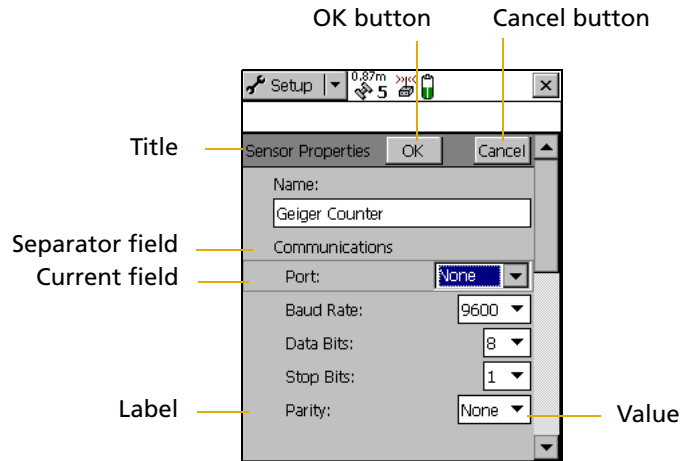 OK button Cancel button
Setup 0.87m 5
Title Sensor Properties OK Cancel
Name:
Geiger Counter
Separator field Communications
Current field Port: None
Baud Rate: 9600
Data Bits: 8
Stop Bits: 1
Label Parity: None Value